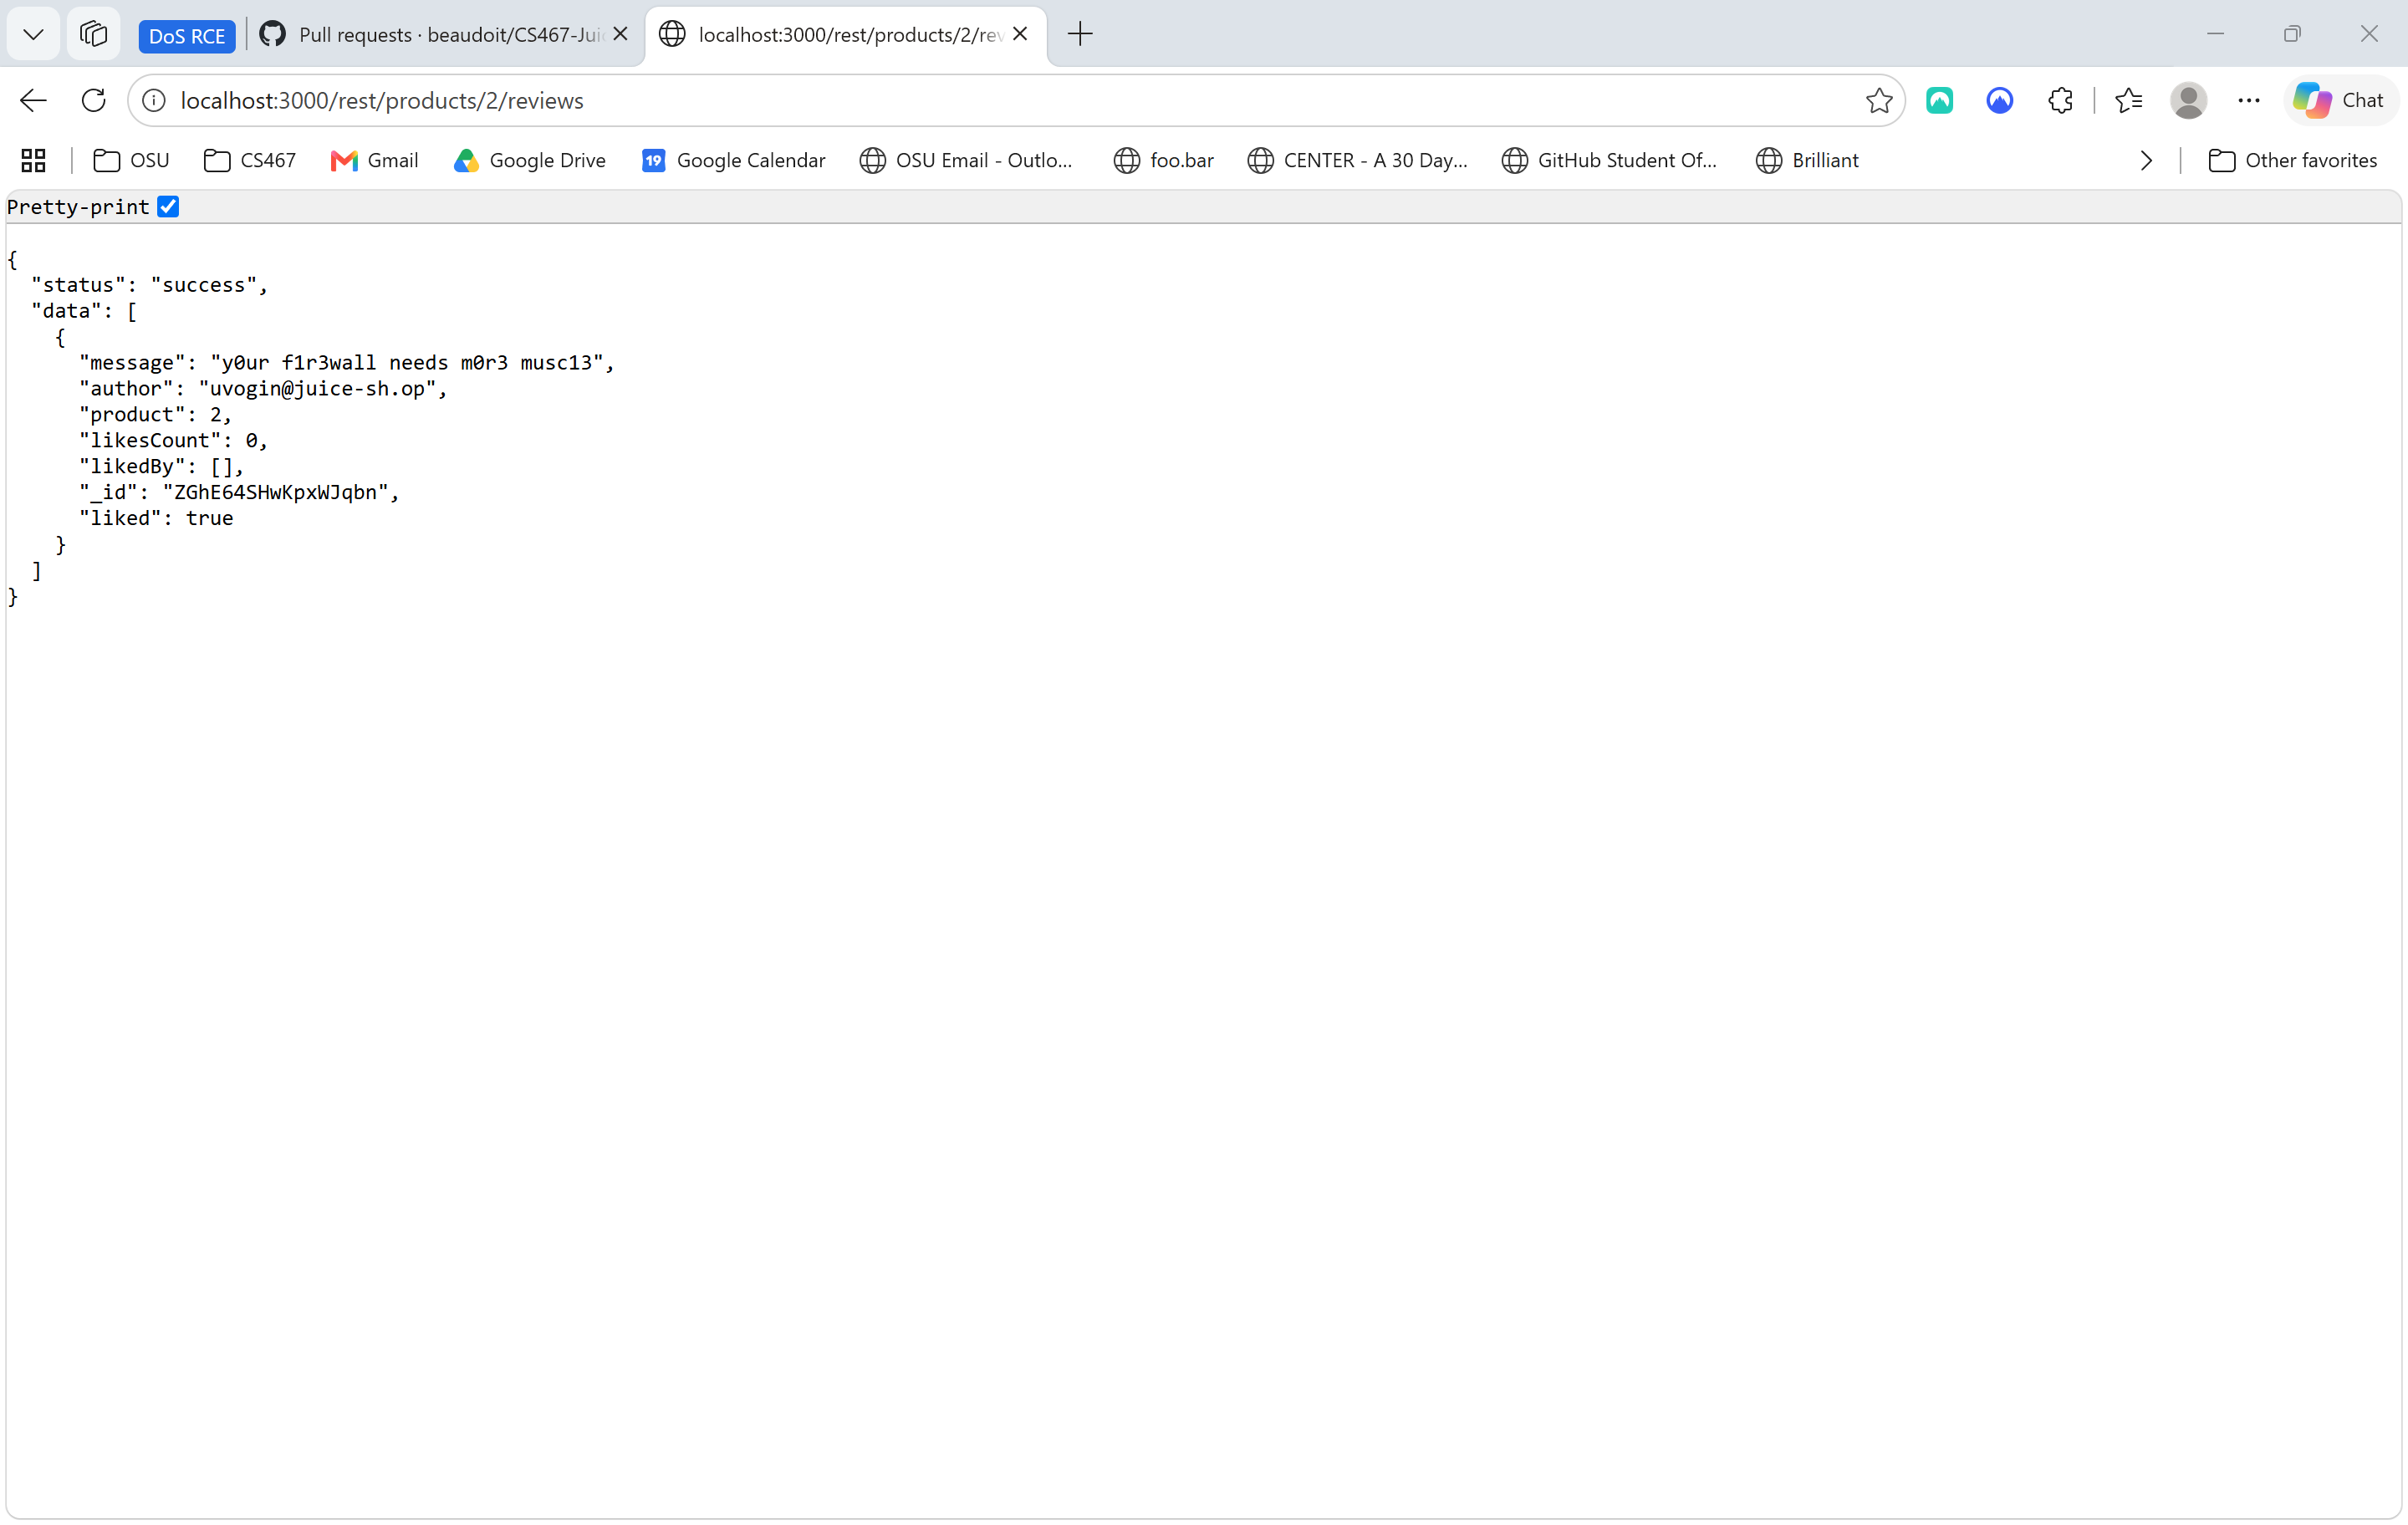 DoS RCE
Pull requests · beaudoit/CS467-Jui
localhost:3000/rest/products/2/rev
localhost:3000/rest/products/2/reviews
Chat
OSU
CS467
Gmail
Google Drive
19
Google Calendar
OSU Email - Outlo...
foo.bar
CENTER - A 30 Day...
GitHub Student Of...
Brilliant
Other favorites
Pretty-print
{
  "status": "success",
  "data": [
    {
      "message": "y0ur f1r3wall needs m0r3 musc13",
      "author": "uvogin@juice-sh.op",
      "product": 2,
      "likesCount": 0,
      "likedBy": [],
      "_id": "ZGhE64SHwKpxWJqbn",
      "liked": true
    }
  ]
}